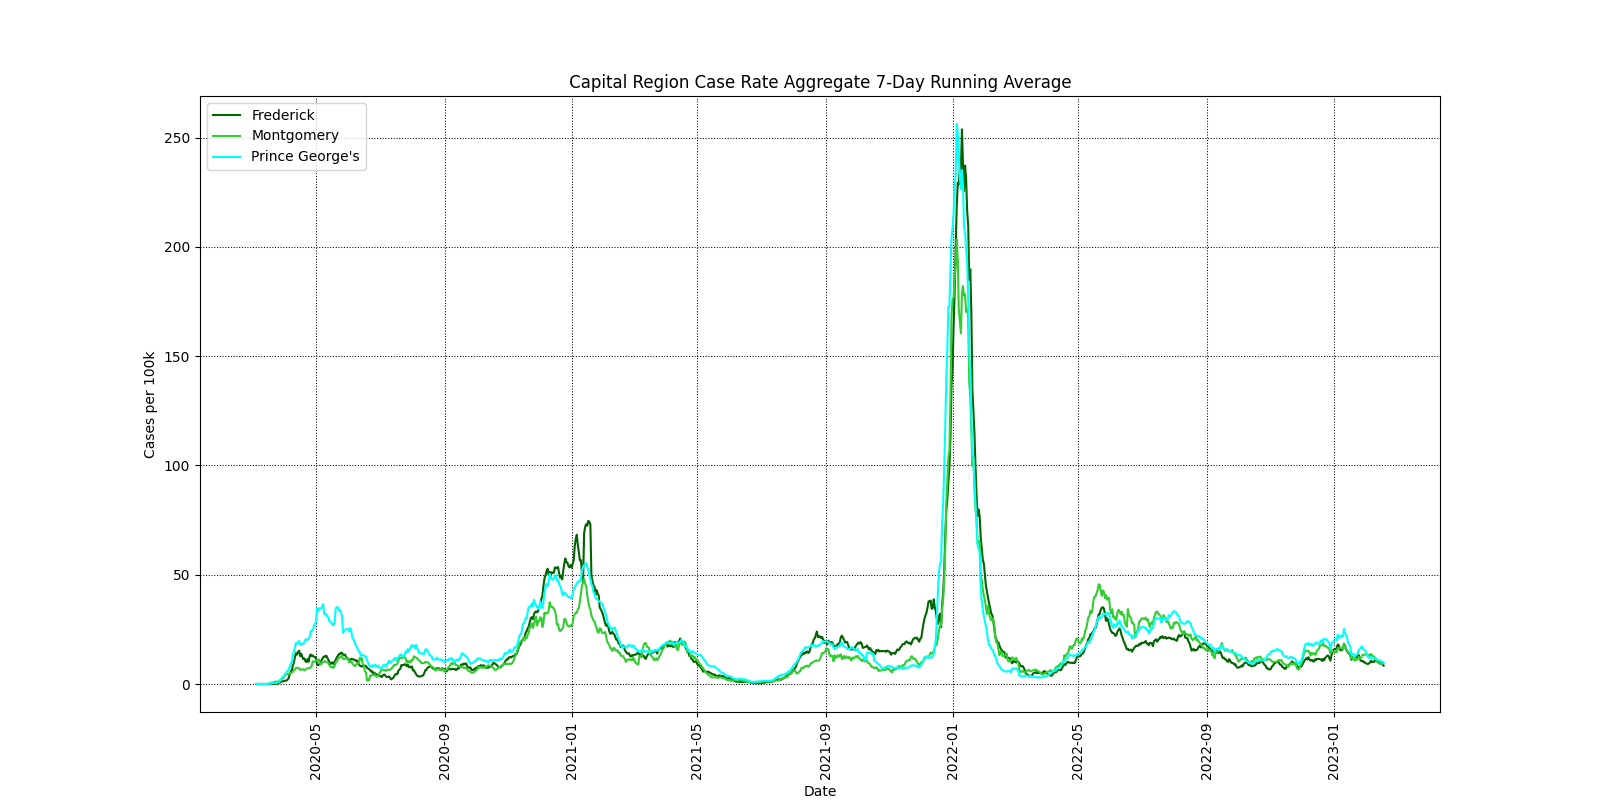 Capital Region Case Rate Aggregate 7-Day Running Average
Frederick
Montgomery
Prince George's
250
200
150
100
50
0
Cases per 100k
2020-05
2020-09
2021-01
2021-05
2021-09
2022-01
2022-05
2022-09
2023-01
Date